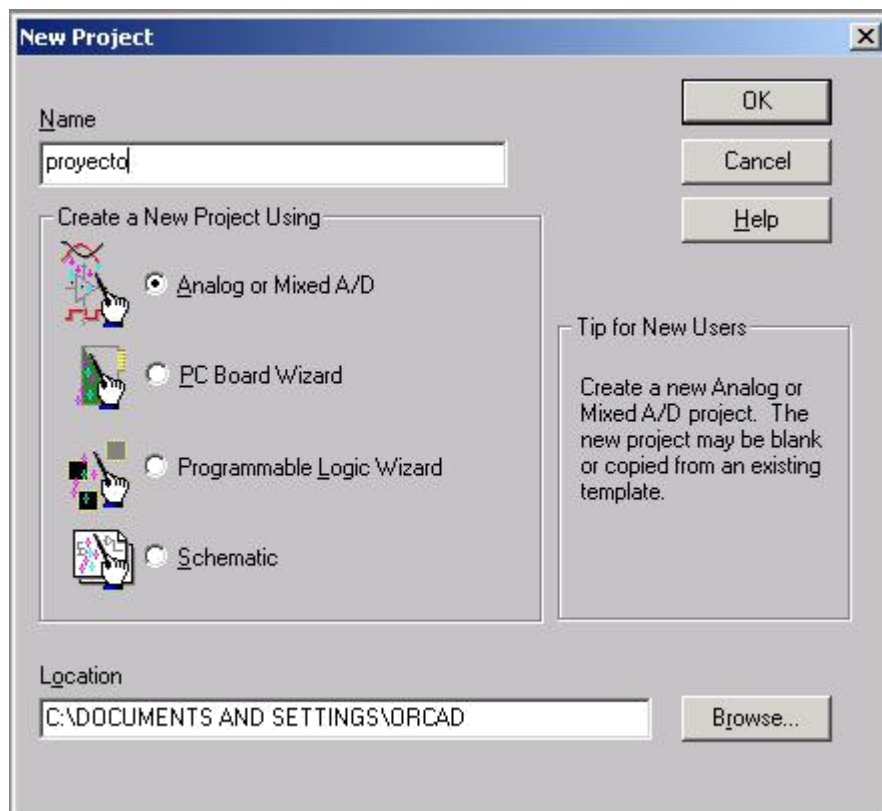 New Project
Name
proyecto
OK
Cancel
Help
Create a New Project Using
Analog or Mixed A/D
PC Board Wizard
Programmable Logic Wizard
Schematic
Tip for New Users
Create a new Analog or
Mixed A/D project. The
new project may be blank
or copied from an existing
template.
Location
C:\DOCUMENTS AND SETTINGS\ORCAD
Browse...